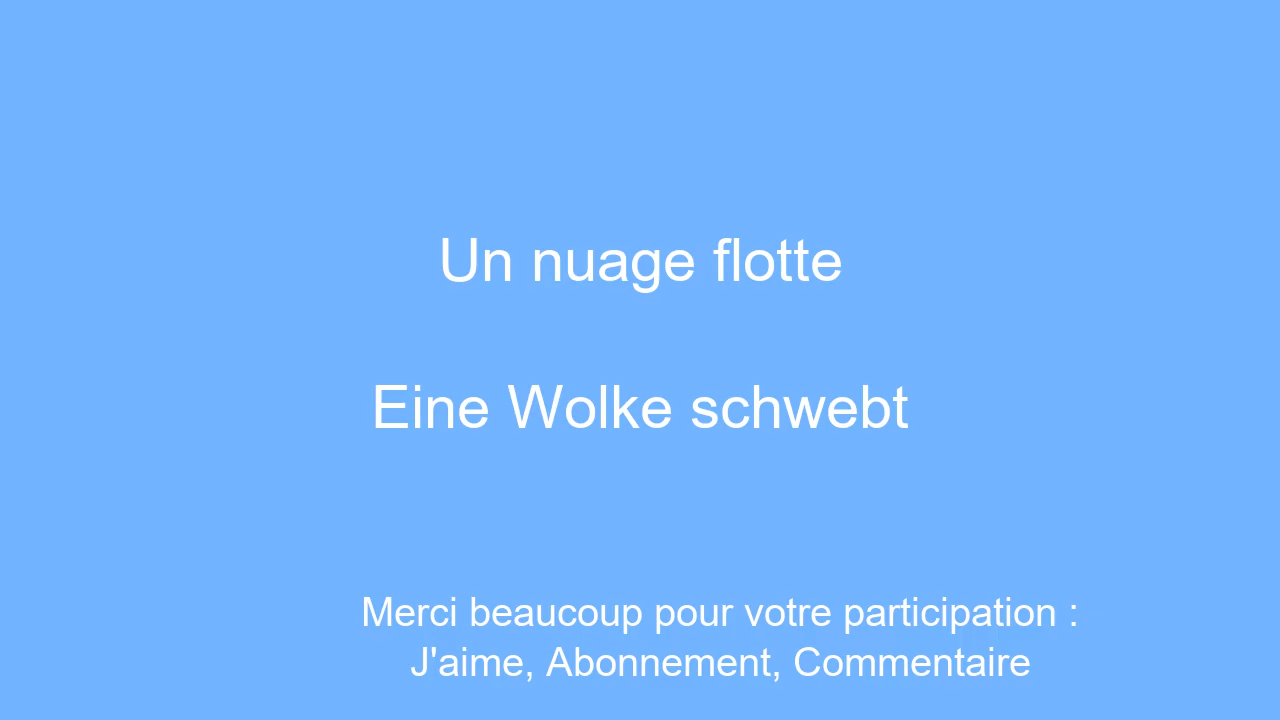 Un nuage flotte
Eine Wolke schwebt
Merci beaucoup pour votre participation :
J'aime, Abonnement, Commentaire